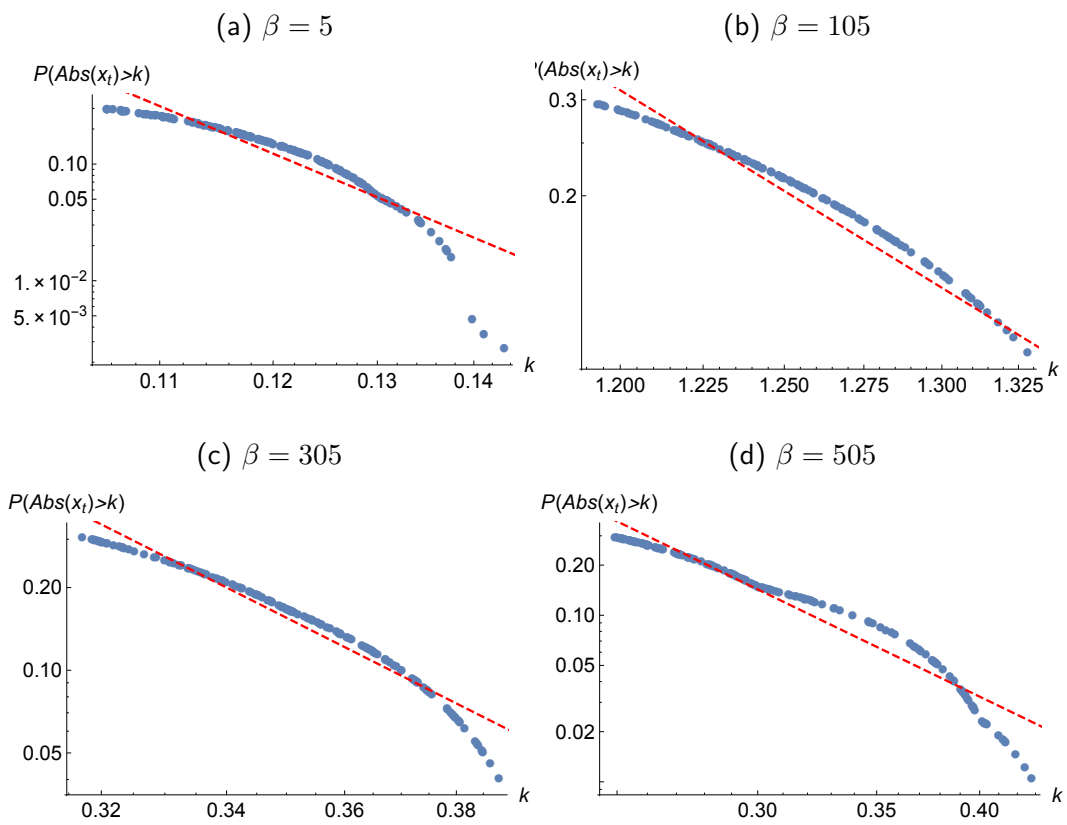 (a) β = 5
P(Abs(xₜ)>k)
0.10
0.05
1. × 10⁻²
5. × 10⁻³
0.11 0.12 0.13 0.14
k
(b) β = 105
P(Abs(xₜ)>k)
0.3
0.2
1.200 1.225 1.250 1.275 1.300 1.325
k
(c) β = 305
P(Abs(xₜ)>k)
0.20
0.10
0.05
0.32 0.34 0.36 0.38
k
(d) β = 505
P(Abs(xₜ)>k)
0.20
0.10
0.05
0.02
0.30 0.35 0.40
k